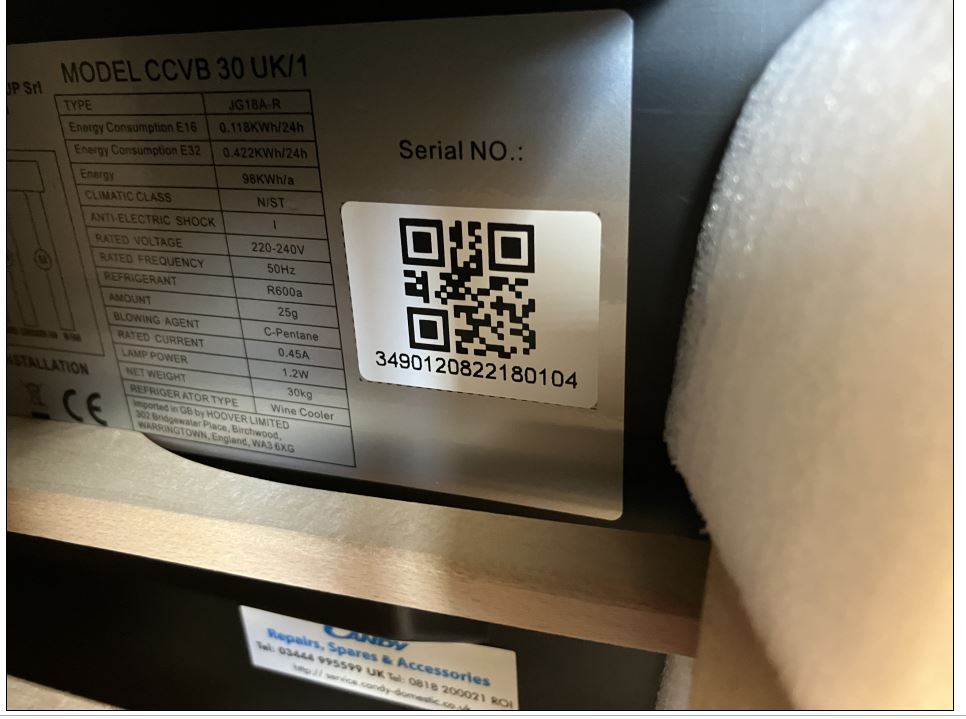 UP Srl
MODEL CCVB 30 UK/1
TYPE JG18A-R
Energy Consumption E16 0.118KWh/24h
Energy Consumption E32 0.422KWh/24h
Energy 98KWh/a
CLIMATIC CLASS N/ST
ANTI-ELECTRIC SHOCK I
RATED VOLTAGE 220-240V
RATED FREQUENCY 50Hz
REFRIGERANT R600a
AMOUNT 25g
BLOWING AGENT C-Pentane
RATED CURRENT 0.45A
LAMP POWER 1.2W
NET WEIGHT 30kg
REFRIGERATOR TYPE Wine Cooler
Imported in GB by HOOVER LIMITED
302 Bridgewater Place, Birchwood,
WARRINGTOWN, England, WA3 6XG
NSTALLATION
CE
Serial NO.:
3490120822180104
CANDY
Repairs, Spares & Accessories
Tel: 03444 995599 UK Tel: 0818 200021 ROI
http://service.candy-domestic.co.uk